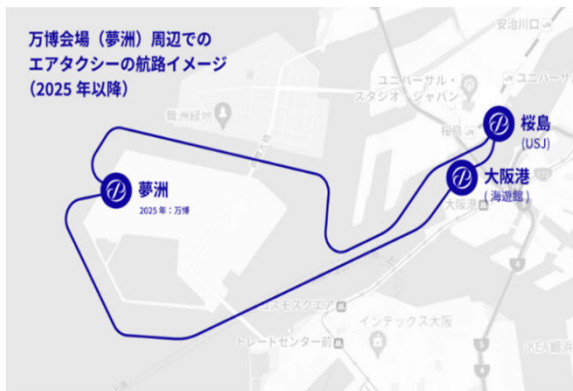 万博会場（夢洲）周辺での
エアタクシーの航路イメージ
（2025 年以降）
安治川口
ユニバーサル・
スタジオ・ジャパン
ユニバーサル
舞洲緑地
桜島
桜島
(USJ)
大阪港
( 海遊館 )
大阪港
夢洲
2025 年：万博
コスモスクエア
インテックス大阪
トレードセンター前
IKEA鶴浜